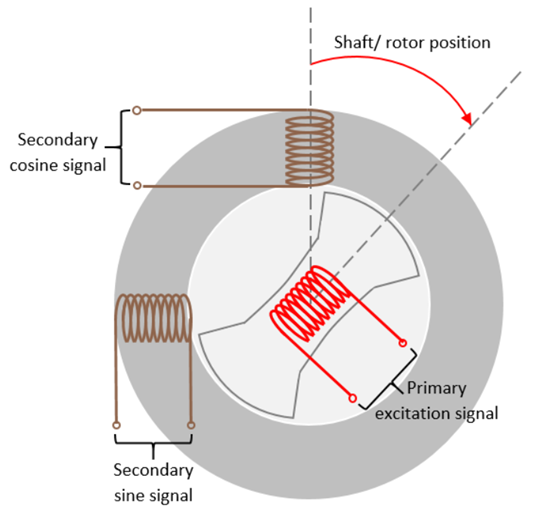 Shaft/ rotor position
Secondary
cosine signal
Primary
excitation signal
Secondary
sine signal